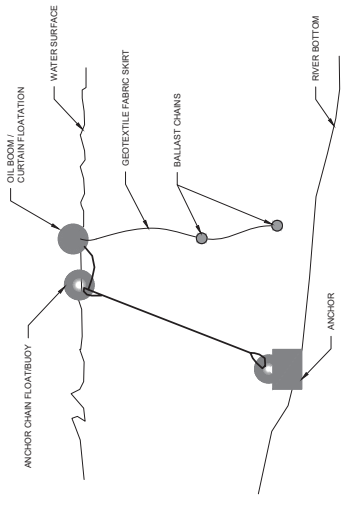 ANCHOR CHAIN FLOAT/BUOY
OIL BOOM /
CURTAIN FLOATATION
WATER SURFACE
GEOTEXTILE FABRIC SKIRT
BALLAST CHAINS
ANCHOR
RIVER BOTTOM